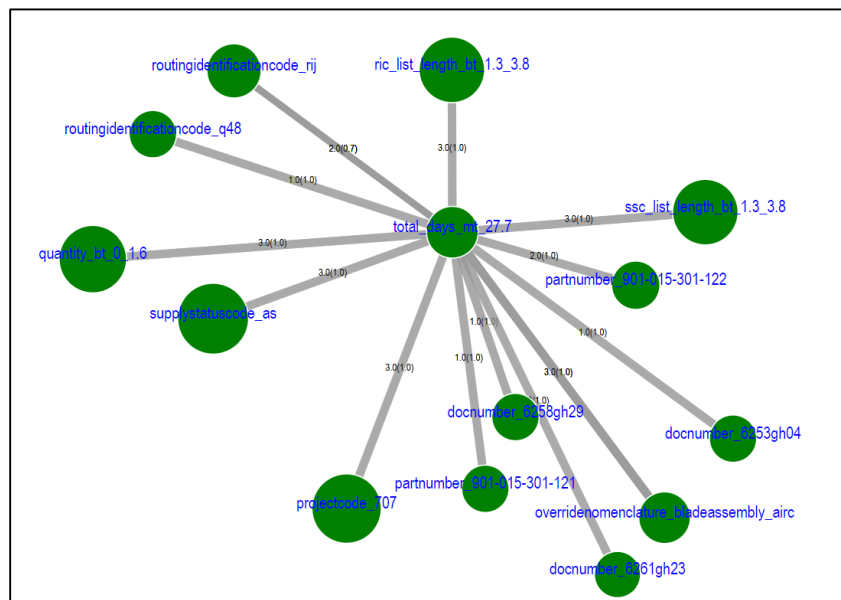 routingidentificationcode_rij
ric_list_length_bt_1.3_3.8
routingidentificationcode_q48
2.0(0.7)
3.0(1.0)
1.0(1.0)
ssc_list_length_bt_1.3_3.8
3.0(1.0)
total_days_mt_27.7
3.0(1.0)
2.0(1.0)
quantity_bt_0_1.6
3.0(1.0)
partnumber_901-015-301-122
supplystatuscode_as
1.0(1.0)
1.0(1.0)
1.0(1.0)
3.0(1.0)
3.0(1.0)
docnumber_6258gh29
docnumber_6253gh04
partnumber_901-015-301-121
projectcode_707
overridenomenclature_bladeassembly_airc
docnumber_6261gh23